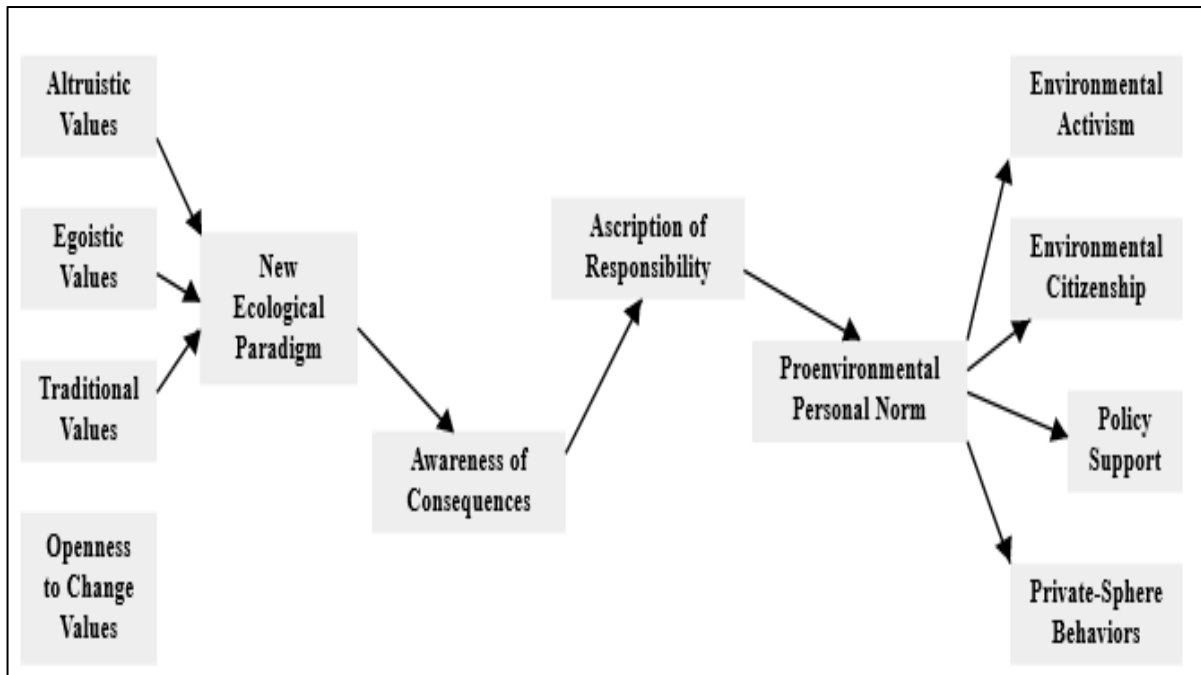 Altruistic
Values
Egoistic
Values
Traditional
Values
Openness
to Change
Values
New
Ecological
Paradigm
Awareness of
Consequences
Ascription of
Responsibility
Proenvironmental
Personal Norm
Environmental
Activism
Environmental
Citizenship
Policy
Support
Private-Sphere
Behaviors